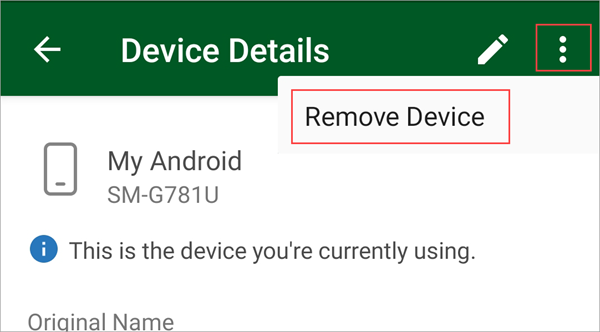 Device Details
Remove Device
My Android
SM-G781U
This is the device you're currently using.
Original Name